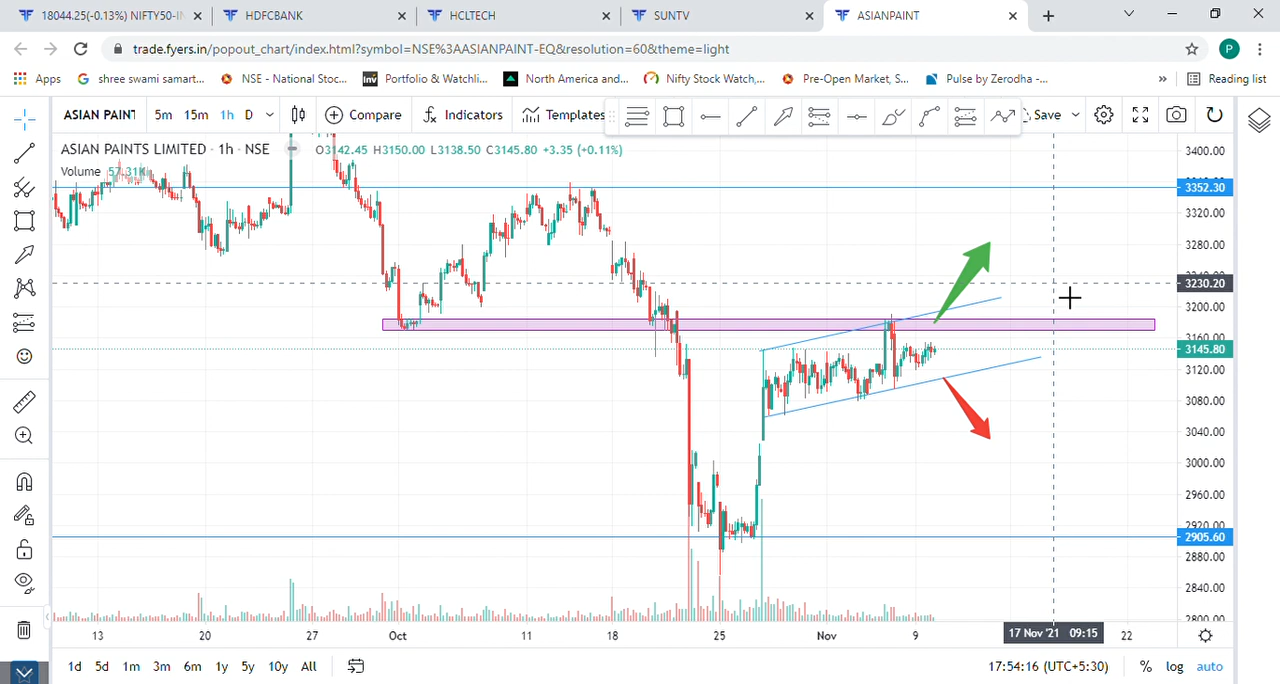 18044.25(-0.13%) NIFTY50-IN
HDFCBANK
HCLTECH
SUNTV
ASIANPAINT
trade.fyers.in/popout_chart/index.html?symbol=NSE%3AASIANPAINT-EQ&resolution=60&theme=light
P
Apps
shree swami samart...
NSE - National Stoc...
Inv
Portfolio & Watchli...
North America and...
Nifty Stock Watch,...
Pre-Open Market, S...
Pulse by Zerodha -...
»
Reading list
ASIAN PAINT
5m
15m
1h
D
Compare
Indicators
Templates
Save
ASIAN PAINTS LIMITED · 1h · NSE
O3142.45 H3150.00 L3138.50 C3145.80 +3.35 (+0.11%)
Volume 57.31K
3400.00
3352.30
3320.00
3280.00
3240.00
3230.20
3200.00
3160.00
3145.80
3120.00
3080.00
3040.00
3000.00
2960.00
2920.00
2905.60
2880.00
2840.00
2800.00
13
20
27
Oct
11
18
25
Nov
9
17 Nov '21 09:15
22
1d
5d
1m
3m
6m
1y
5y
10y
All
17:54:16 (UTC+5:30)
%
log
auto